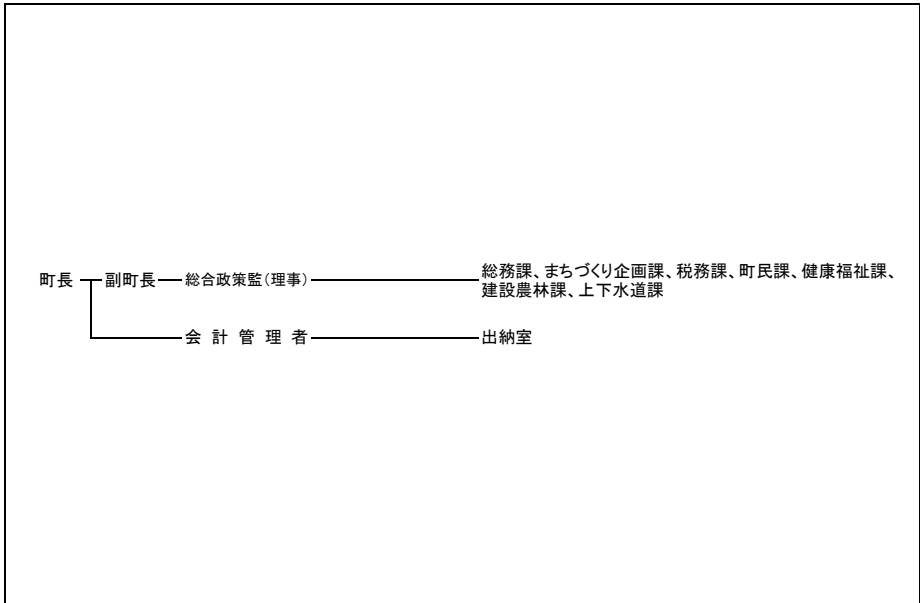 町長 副町長 総合政策監(理事) 総務課、まちづくり企画課、税務課、町民課、健康福祉課、
建設農林課、上下水道課
会計管理者 出納室